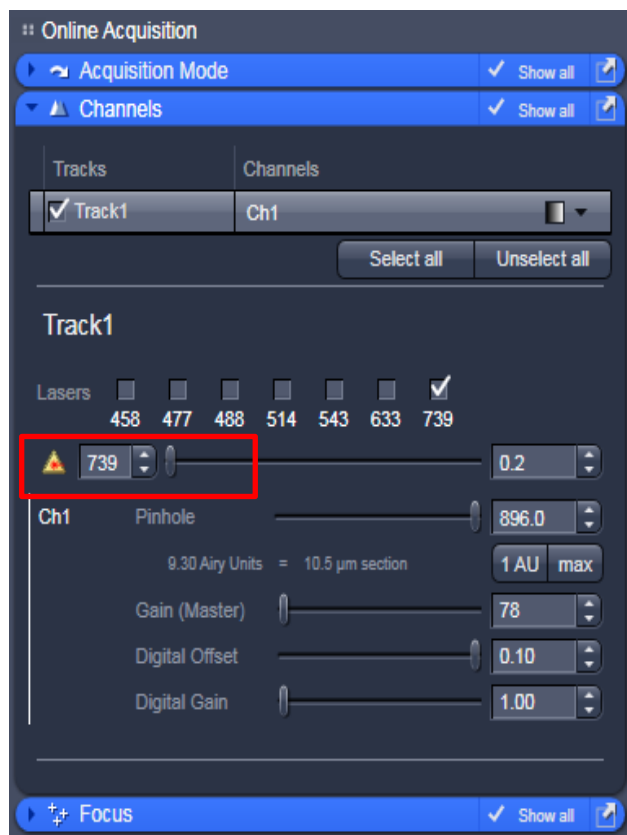 Online Acquisition
Acquisition Mode Show all
Channels Show all
Tracks Channels
Track1 Ch1
Select all Unselect all
Track1
Lasers
458 477 488 514 543 633 739
739 0.2
Ch1 Pinhole 896.0
9.30 Airy Units = 10.5 µm section 1 AU max
Gain (Master) 78
Digital Offset 0.10
Digital Gain 1.00
Focus Show all